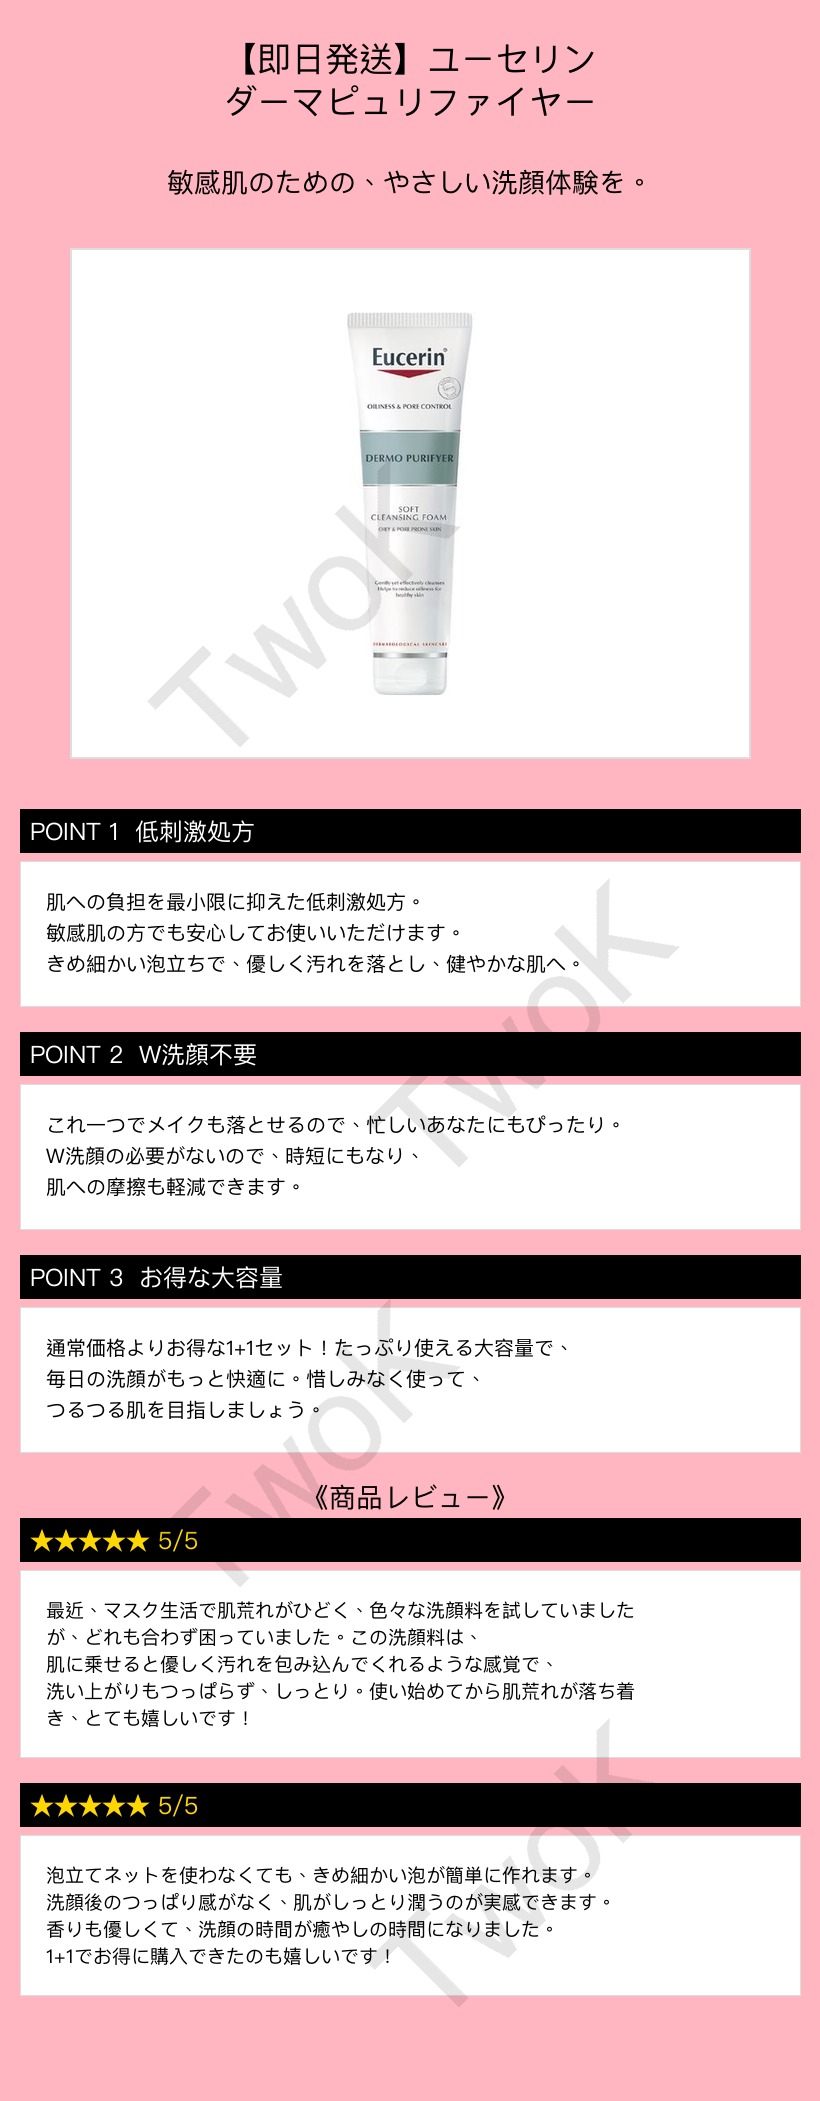 【即日発送】ユーセリン
ダーマピュリファイヤー
敏感肌のための、やさしい洗顔体験を。
Eucerin
OILINESS & PORE CONTROL
DERMO PURIFYER
SOFT
CLEANSING FOAM
OILY & PORE PRONE SKIN
Gently yet effectively cleanses
Helps to reduce oiliness for
healthy skin
DERMATOLOGICAL SKINCARE
TwoK
POINT 1 低刺激処方
肌への負担を最小限に抑えた低刺激処方。
敏感肌の方でも安心してお使いいただけます。
きめ細かい泡立ちで、優しく汚れを落とし、健やかな肌へ。
TwoK
POINT 2 W洗顔不要
これ一つでメイクも落とせるので、忙しいあなたにもぴったり。
W洗顔の必要がないので、時短にもなり、
肌への摩擦も軽減できます。
POINT 3 お得な大容量
通常価格よりお得な1+1セット！たっぷり使える大容量で、
毎日の洗顔がもっと快適に。惜しみなく使って、
つるつる肌を目指しましょう。
TwoK
《商品レビュー》
★★★★★ 5/5
最近、マスク生活で肌荒れがひどく、色々な洗顔料を試していました
が、どれも合わず困っていました。この洗顔料は、
肌に乗せると優しく汚れを包み込んでくれるような感覚で、
洗い上がりもつっぱらず、しっとり。使い始めてから肌荒れが落ち着
き、とても嬉しいです！
★★★★★ 5/5
泡立てネットを使わなくても、きめ細かい泡が簡単に作れます。
洗顔後のつっぱり感がなく、肌がしっとり潤うのが実感できます。
香りも優しくて、洗顔の時間が癒やしの時間になりました。
1+1でお得に購入できたのも嬉しいです！
TwoK